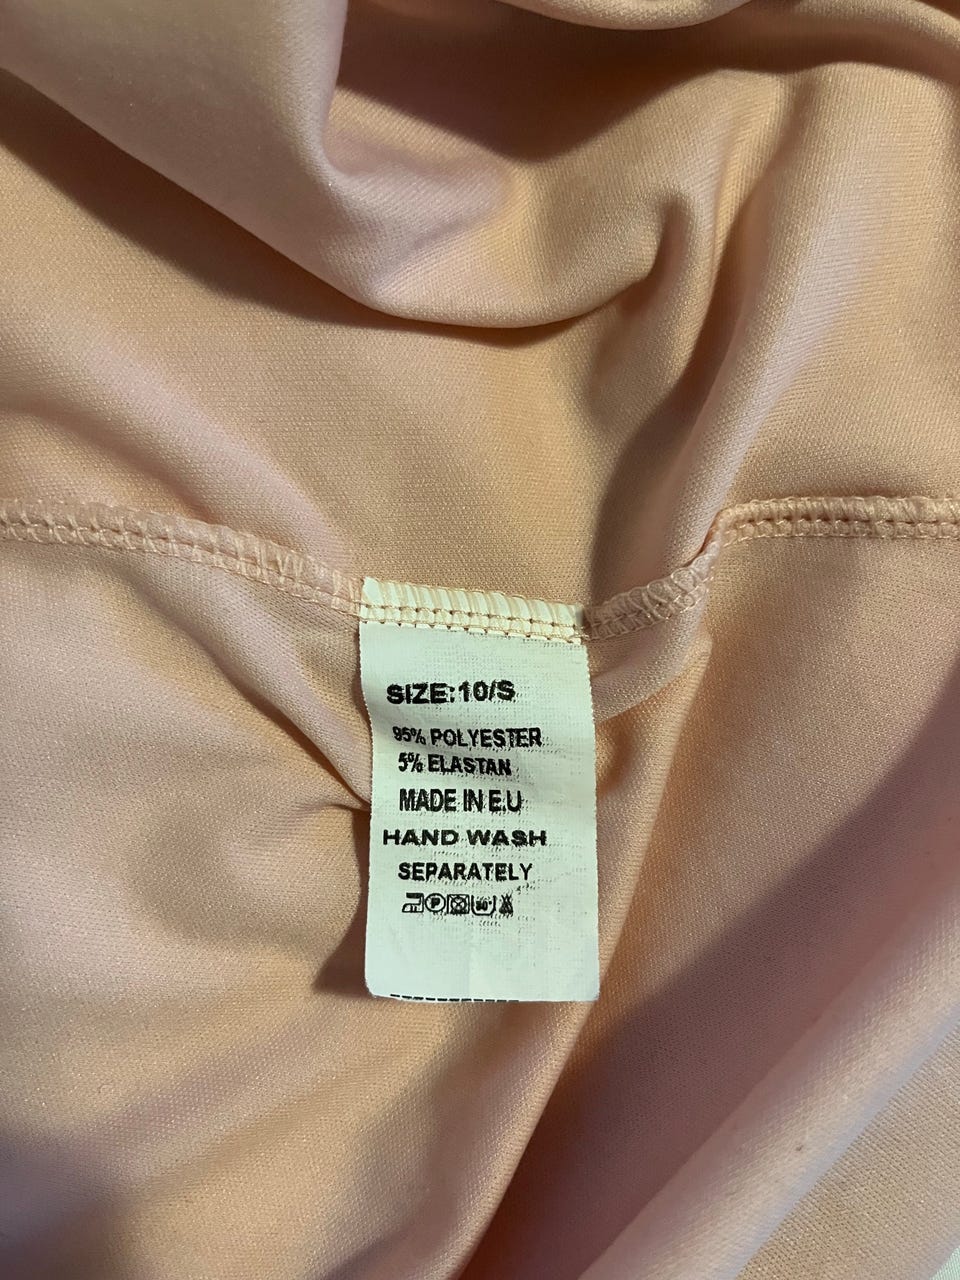 SIZE:10/S
95% POLYESTER
5% ELASTAN
MADE IN E.U
HAND WASH
SEPARATELY
P